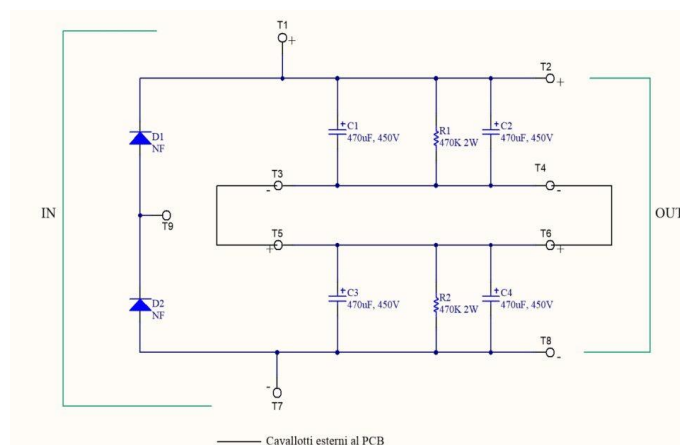 T1
+
T2
+
D1
NF
+ C1
470uF, 450V
R1
470K 2W
+ C2
470uF, 450V
T3
-
T4
-
IN
T9
OUT
T5
+
T6
+
D2
NF
+ C3
470uF, 450V
R2
470K 2W
+ C4
470uF, 450V
T8
-
-
T7
Cavallotti esterni al PCB